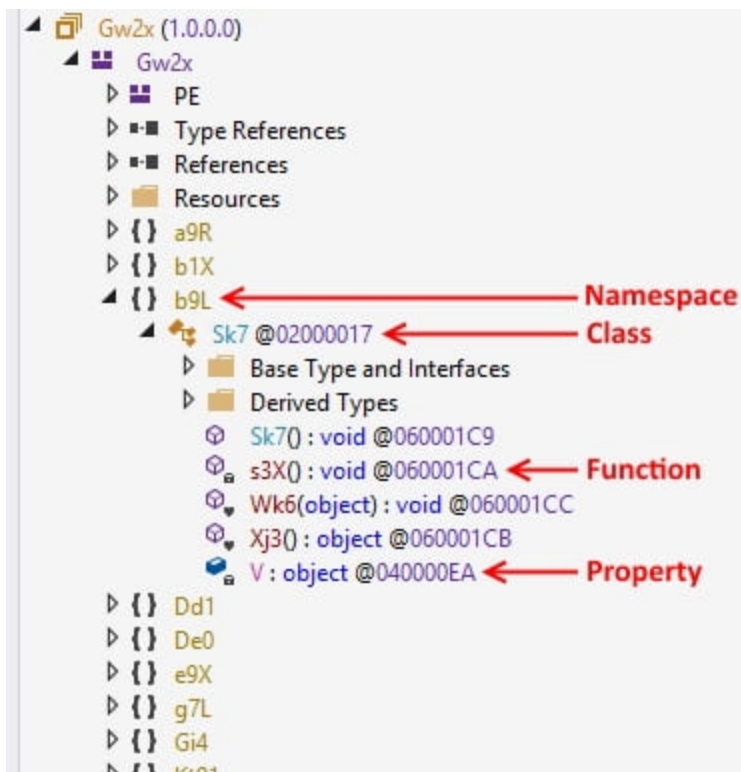 Gw2x (1.0.0.0)
Gw2x
PE
Type References
References
Resources
{ } a9R
{ } b1X
{ } b9L Namespace
Sk7 @02000017 Class
Base Type and Interfaces
Derived Types
Sk7() : void @060001C9
s3X() : void @060001CA Function
Wk6(object) : void @060001CC
Xj3() : object @060001CB
V : object @040000EA Property
{ } Dd1
{ } De0
{ } e9X
{ } g7L
{ } Gi4